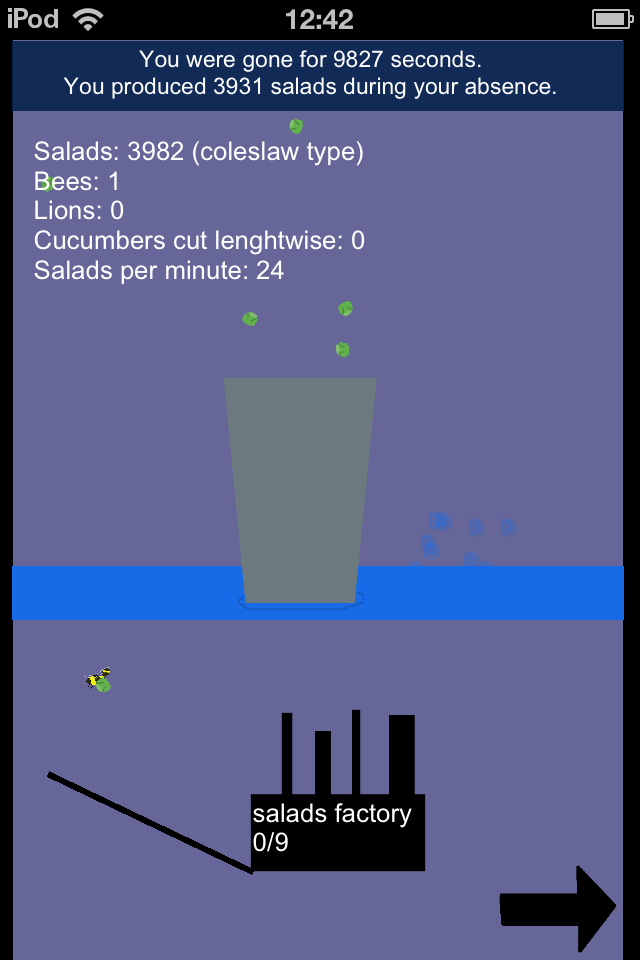 iPod 12:42
You were gone for 9827 seconds.
You produced 3931 salads during your absence.
Salads: 3982 (coleslaw type)
Bees: 1
Lions: 0
Cucumbers cut lenghtwise: 0
Salads per minute: 24
salads factory
0/9